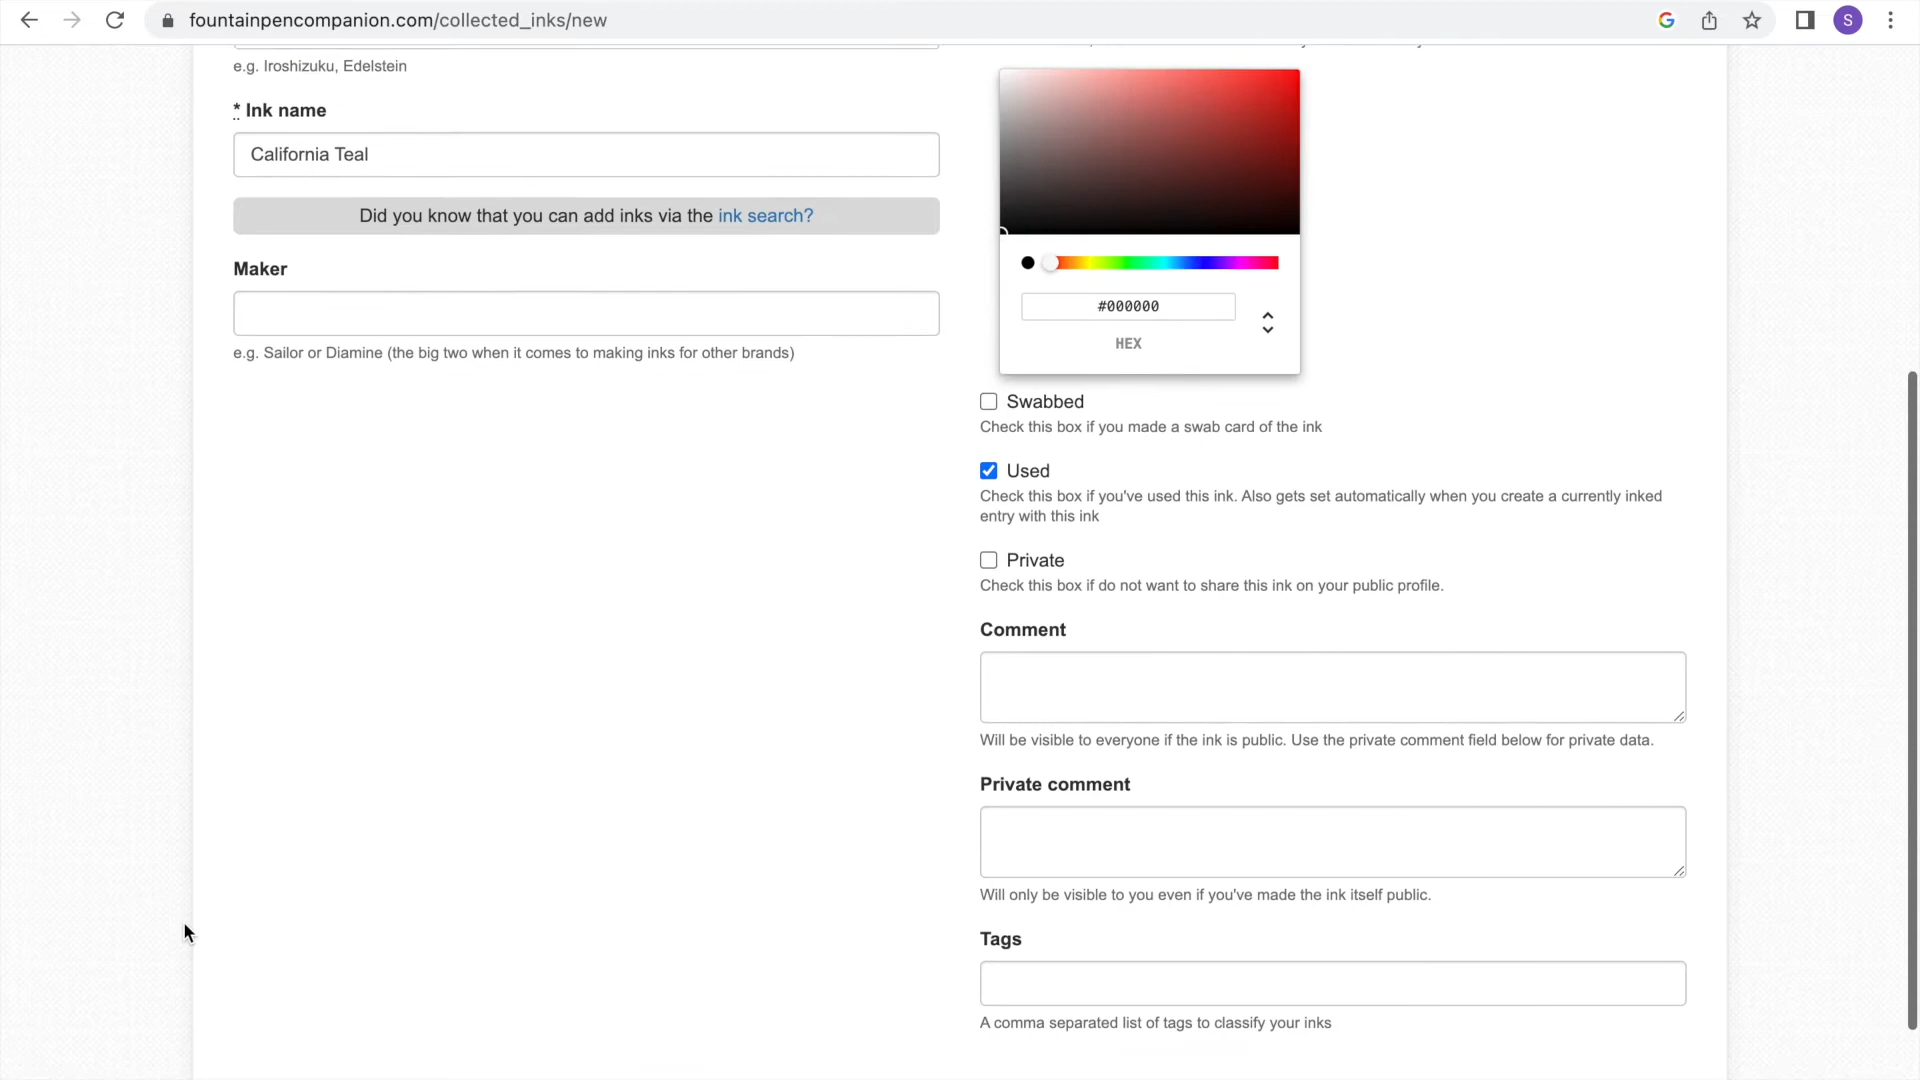 fountainpencompanion.com/collected_inks/new
S
e.g. Iroshizuku, Edelstein
* Ink name
California Teal
Did you know that you can add inks via the ink search?
Maker
e.g. Sailor or Diamine (the big two when it comes to making inks for other brands)
#000000
HEX
Swabbed
Check this box if you made a swab card of the ink
Used
Check this box if you've used this ink. Also gets set automatically when you create a currently inked
entry with this ink
Private
Check this box if do not want to share this ink on your public profile.
Comment
Will be visible to everyone if the ink is public. Use the private comment field below for private data.
Private comment
Will only be visible to you even if you've made the ink itself public.
Tags
A comma separated list of tags to classify your inks